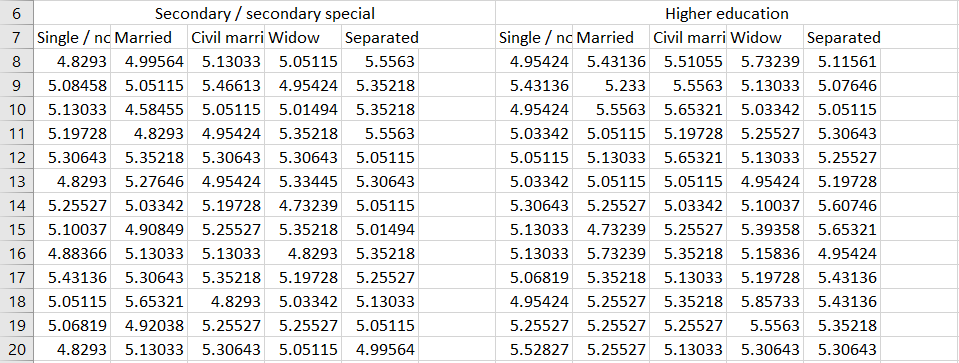 6 Secondary / secondary special Higher education
7 Single / nc Married Civil marri Widow Separated Single / nc Married Civil marri Widow Separated
8 4.8293 4.99564 5.13033 5.05115 5.5563 4.95424 5.43136 5.51055 5.73239 5.11561
9 5.08458 5.05115 5.46613 4.95424 5.35218 5.43136 5.233 5.5563 5.13033 5.07646
10 5.13033 4.58455 5.05115 5.01494 5.35218 4.95424 5.5563 5.65321 5.03342 5.05115
11 5.19728 4.8293 4.95424 5.35218 5.5563 5.03342 5.05115 5.19728 5.25527 5.30643
12 5.30643 5.35218 5.30643 5.30643 5.05115 5.05115 5.13033 5.65321 5.13033 5.25527
13 4.8293 5.27646 4.95424 5.33445 5.30643 5.03342 5.05115 5.05115 4.95424 5.19728
14 5.25527 5.03342 5.19728 4.73239 5.05115 5.30643 5.25527 5.03342 5.10037 5.60746
15 5.10037 4.90849 5.25527 5.35218 5.01494 5.13033 4.73239 5.25527 5.39358 5.65321
16 4.88366 5.13033 5.13033 4.8293 5.35218 5.13033 5.73239 5.35218 5.15836 4.95424
17 5.43136 5.30643 5.35218 5.19728 5.25527 5.06819 5.35218 5.13033 5.19728 5.43136
18 5.05115 5.65321 4.8293 5.03342 5.13033 4.95424 5.25527 5.35218 5.85733 5.43136
19 5.06819 4.92038 5.25527 5.25527 5.05115 5.25527 5.25527 5.25527 5.5563 5.35218
20 4.8293 5.13033 5.30643 5.05115 4.99564 5.52827 5.25527 5.13033 5.30643 5.30643